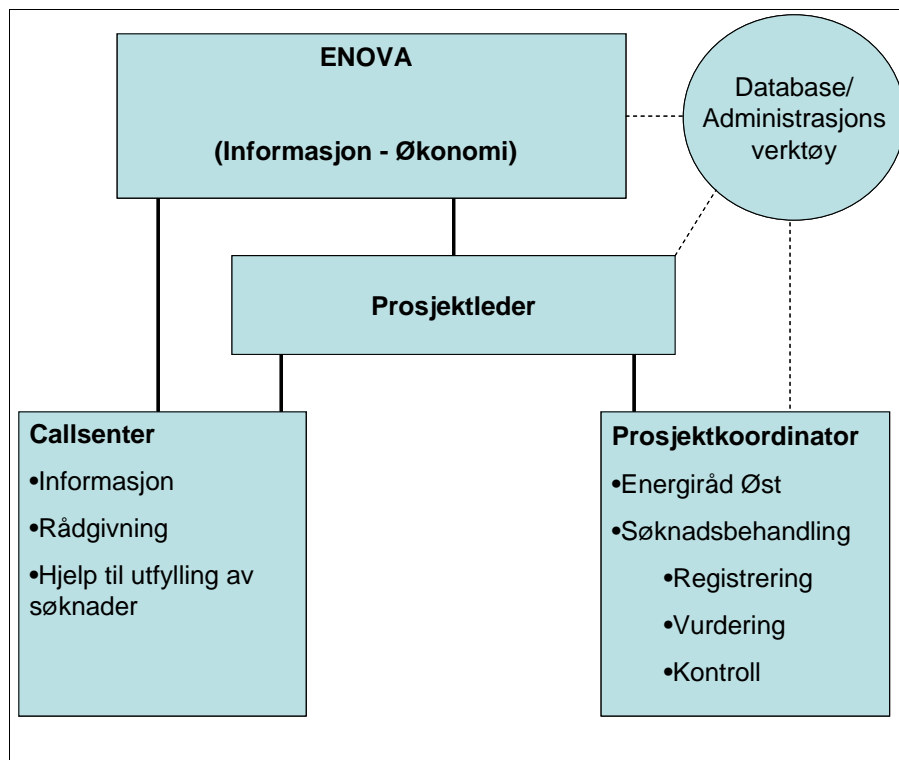 ENOVA
(Informasjon - Økonomi)
Database/
Administrasjons
verktøy
Prosjektleder
Callsenter
•Informasjon
•Rådgivning
•Hjelp til utfylling av
søknader
Prosjektkoordinator
•Energiråd Øst
•Søknadsbehandling
•Registrering
•Vurdering
•Kontroll